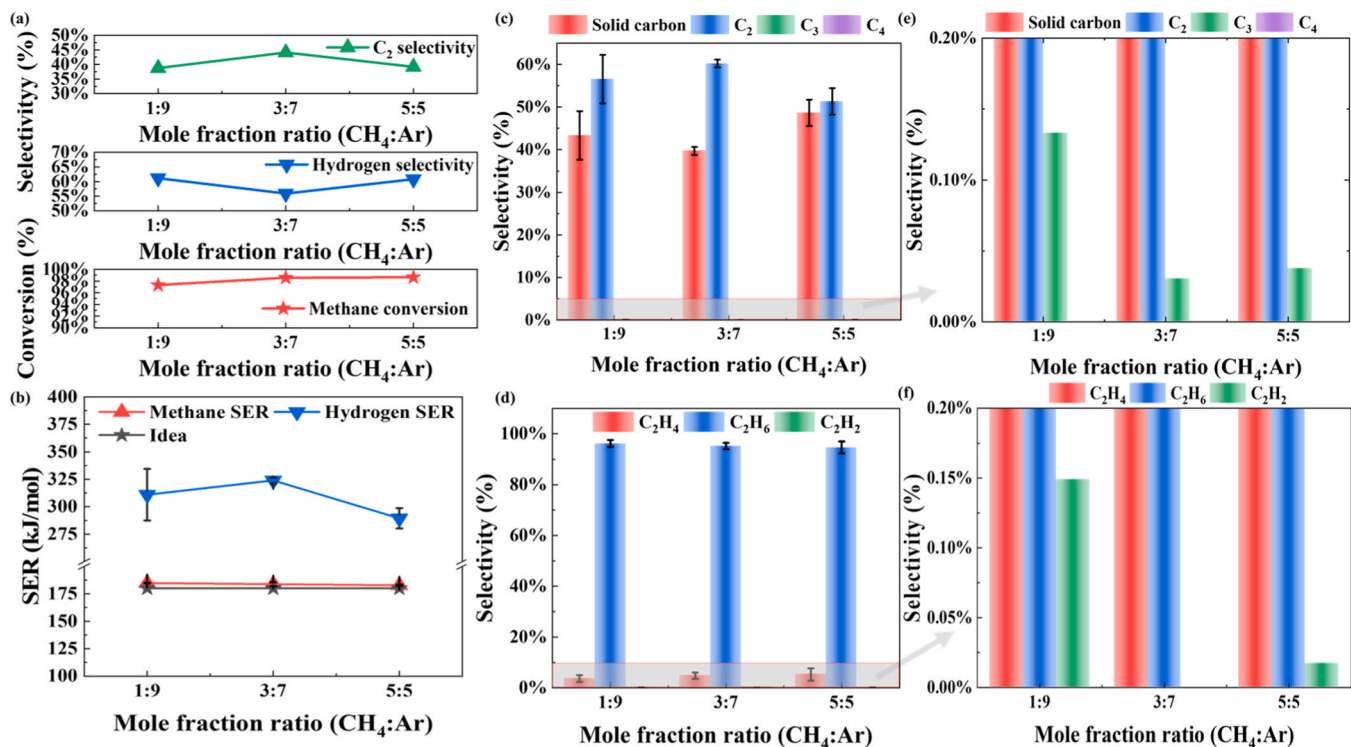 (a)
Selectivityy (%)
50%
45%
40%
35%
30%
C₂ selectivity
1:9 3:7 5:5
Mole fraction ratio (CH₄:Ar)
70%
65%
60%
55%
50%
Hydrogen selectivity
1:9 3:7 5:5
Mole fraction ratio (CH₄:Ar)
Conversion (%)
100%
98%
96%
94%
92%
90%
Methane conversion
1:9 3:7 5:5
Mole fraction ratio (CH₄:Ar)
(b)
SER (kJ/mol)
400
375
350
325
300
275
175
150
125
100
Methane SER Hydrogen SER
Idea
1:9 3:7 5:5
Mole fraction ratio (CH₄:Ar)
(c)
Solid carbon C₂ C₃ C₄
Selectivity (%)
60%
50%
40%
30%
20%
10%
0%
1:9 3:7 5:5
Mole fraction ratio (CH₄:Ar)
(d)
C₂H₄ C₂H₆ C₂H₂
Selectivity (%)
100%
80%
60%
40%
20%
0%
1:9 3:7 5:5
Mole fraction ratio (CH₄:Ar)
(e)
Solid carbon C₂ C₃ C₄
Selectivity (%)
0.20%
0.10%
0.00%
1:9 3:7 5:5
Mole fraction ratio (CH₄:Ar)
(f)
C₂H₄ C₂H₆ C₂H₂
Selectivity (%)
0.20%
0.15%
0.10%
0.05%
0.00%
1:9 3:7 5:5
Mole fraction ratio (CH₄:Ar)